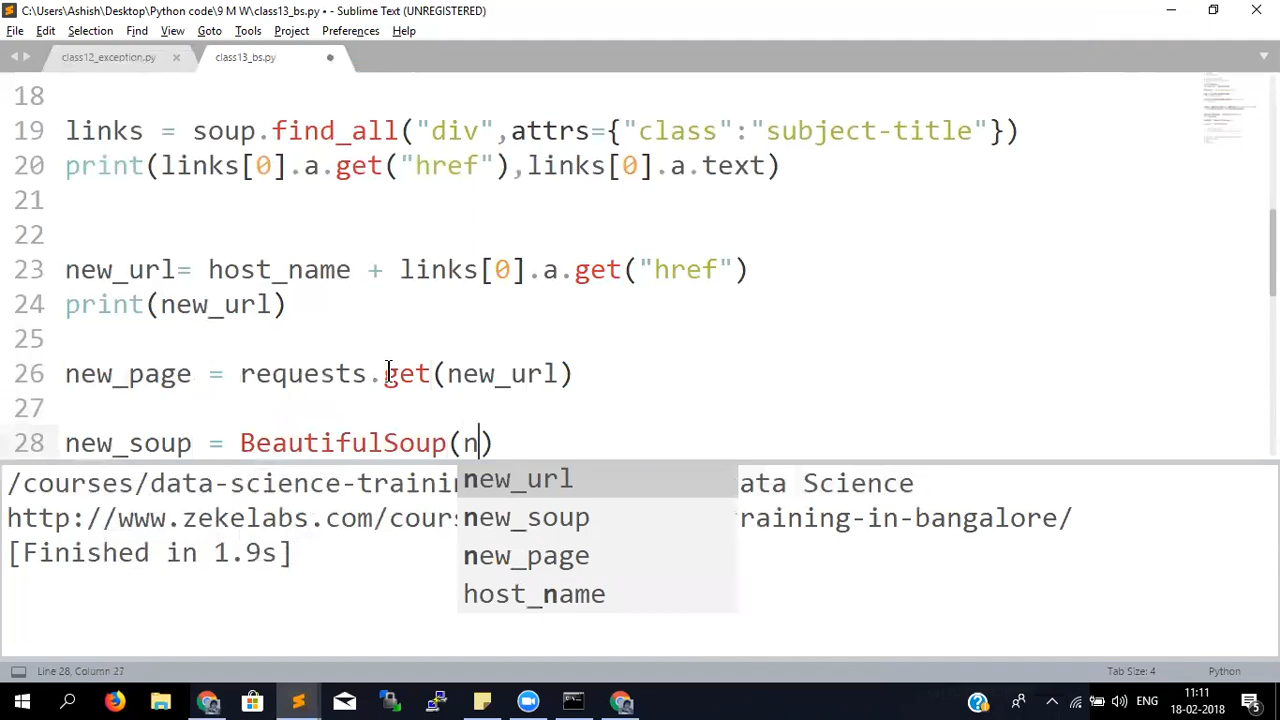 C:\Users\Ashish\Desktop\Python code\9 M W\class13_bs.py • - Sublime Text (UNREGISTERED)
File Edit Selection Find View Goto Tools Project Preferences Help
class12_exception.py × class13_bs.py
18
19 links = soup.find_all("div",attrs={"class":"subject-title"})
20 print(links[0].a.get("href"),links[0].a.text)
21
22
23 new_url= host_name + links[0].a.get("href")
24 print(new_url)
25
26 new_page = requests.get(new_url)
27
28 new_soup = BeautifulSoup(n)
new_url
new_soup
new_page
host_name
/courses/data-science-trainin ata Science
http://www.zekelabs.com/cours raining-in-bangalore/
[Finished in 1.9s]
Line 28, Column 27 Tab Size: 4 Python
ENG 11:11
18-02-2018